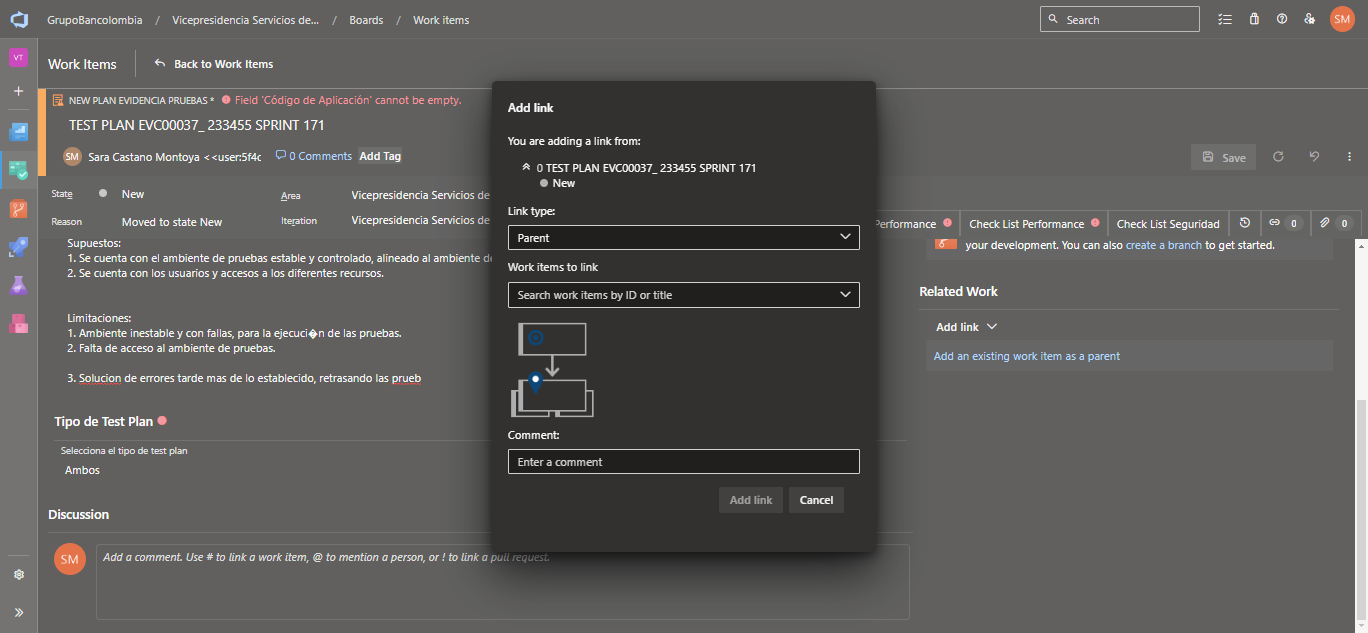 GrupoBancolombia / Vicepresidencia Servicios de... / Boards / Work items
Search
SM
VT
Work Items
Back to Work Items
NEW PLAN EVIDENCIA PRUEBAS * Field 'Código de Aplicación' cannot be empty.
TEST PLAN EVC00037_ 233455 SPRINT 171
SM Sara Castano Montoya <<user:5f4c 0 Comments Add Tag
Save
State New
Area Vicepresidencia Servicios de
Reason Moved to state New
Iteration Vicepresidencia Servicios de
Performance Check List Performance Check List Seguridad 0 0
Supuestos:
1. Se cuenta con el ambiente de pruebas estable y controlado, alineado al ambiente de
2. Se cuenta con los usuarios y accesos a los diferentes recursos.
Limitaciones:
1. Ambiente inestable y con fallas, para la ejecuci�n de las pruebas.
2. Falta de acceso al ambiente de pruebas.
3. Solucion de errores tarde mas de lo establecido, retrasando las prueb
Tipo de Test Plan
Selecciona el tipo de test plan
Ambos
Discussion
SM
Add a comment. Use # to link a work item, @ to mention a person, or ! to link a pull request.
Add link
You are adding a link from:
0 TEST PLAN EVC00037_ 233455 SPRINT 171
New
Link type:
Parent
Work items to link
Search work items by ID or title
Comment:
Enter a comment
Add link Cancel
your development. You can also create a branch to get started.
Related Work
Add link
Add an existing work item as a parent